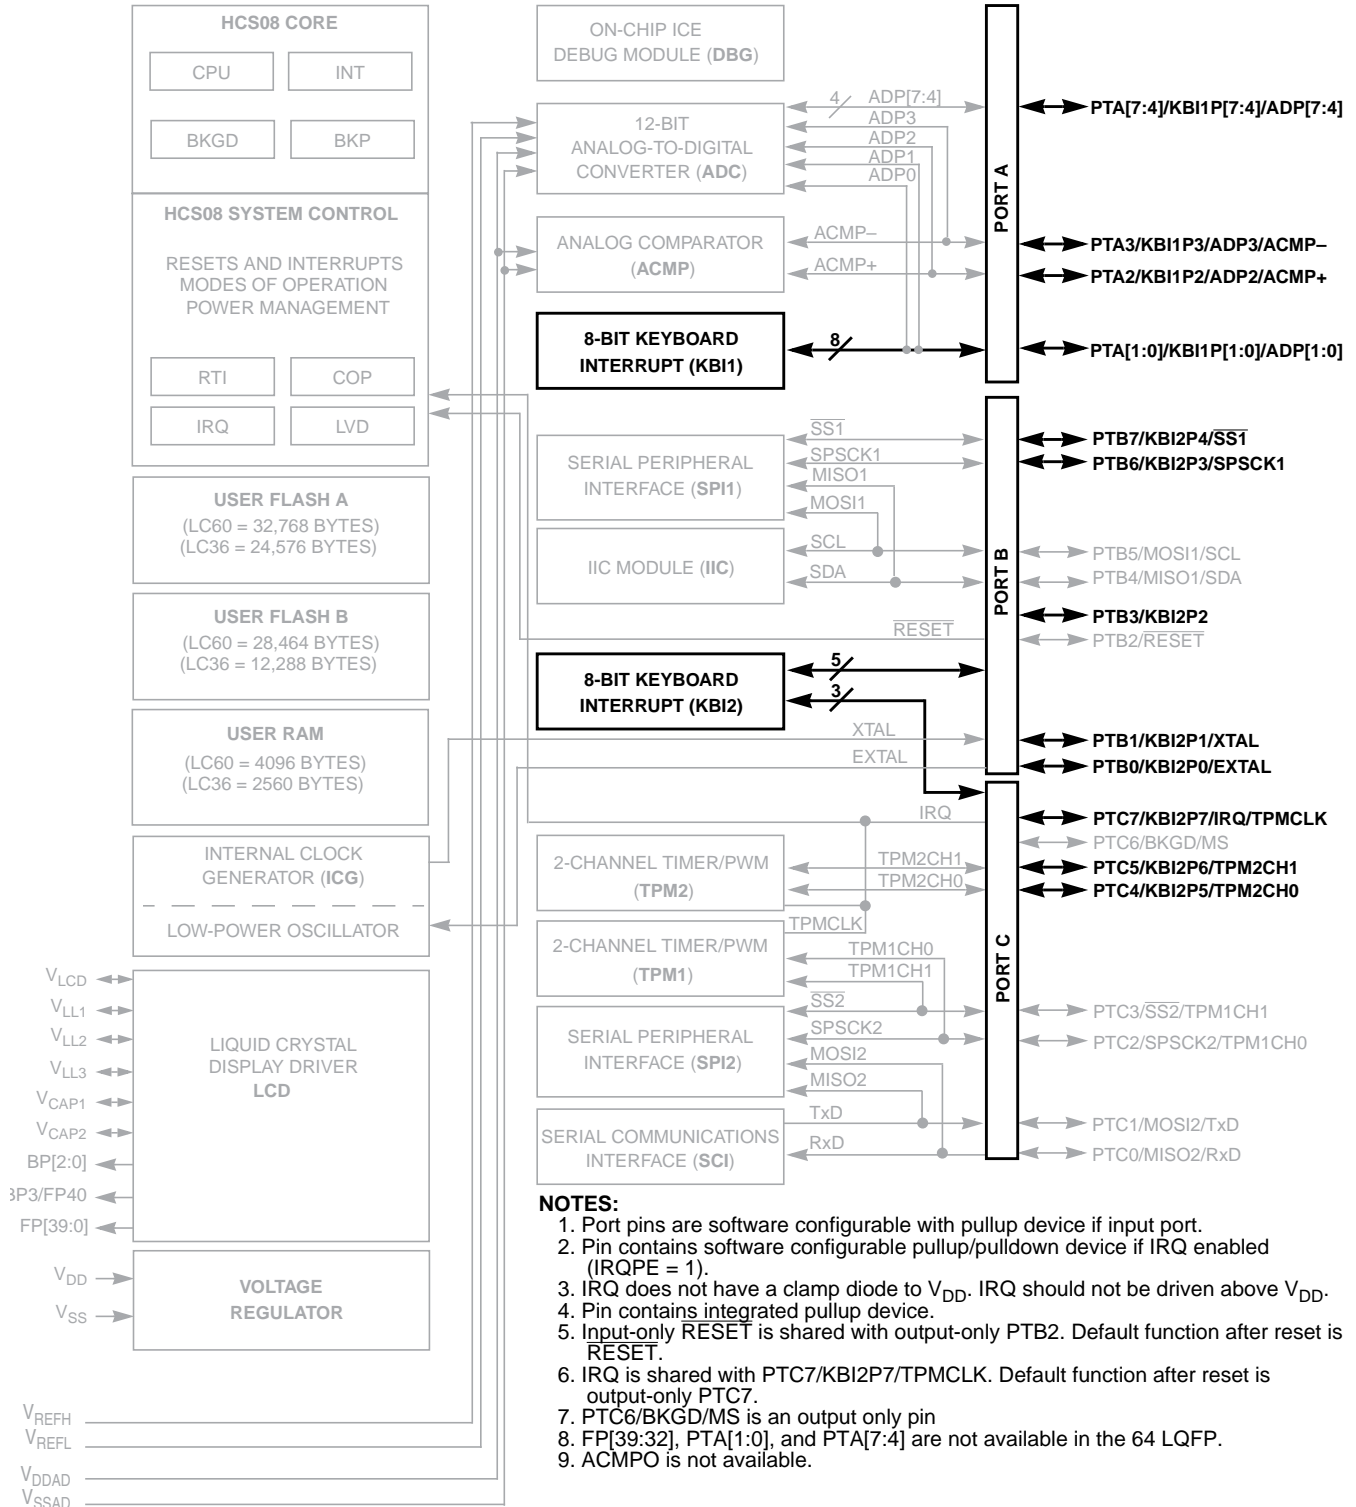 HCS08 CORE
CPU
INT
BKGD
BKP
HCS08 SYSTEM CONTROL
RESETS AND INTERRUPTS
MODES OF OPERATION
POWER MANAGEMENT
RTI
COP
IRQ
LVD
USER FLASH A
(LC60 = 32,768 BYTES)
(LC36 = 24,576 BYTES)
USER FLASH B
(LC60 = 28,464 BYTES)
(LC36 = 12,288 BYTES)
USER RAM
(LC60 = 4096 BYTES)
(LC36 = 2560 BYTES)
INTERNAL CLOCK
GENERATOR (ICG)
LOW-POWER OSCILLATOR
VLCD
VLL1
VLL2
VLL3
VCAP1
VCAP2
BP[2:0]
BP3/FP40
FP[39:0]
LIQUID CRYSTAL
DISPLAY DRIVER
LCD
VDD
VSS
VOLTAGE
REGULATOR
VREFH
VREFL
VDDAD
VSSAD
ON-CHIP ICE
DEBUG MODULE (DBG)
12-BIT
ANALOG-TO-DIGITAL
CONVERTER (ADC)
4
ADP[7:4]
ADP3
ADP2
ADP1
ADP0
ANALOG COMPARATOR
(ACMP)
ACMP–
ACMP+
8-BIT KEYBOARD
INTERRUPT (KBI1)
8
SERIAL PERIPHERAL
INTERFACE (SPI1)
SS1
SPSCK1
MISO1
MOSI1
IIC MODULE (IIC)
SCL
SDA
RESET
8-BIT KEYBOARD
INTERRUPT (KBI2)
5
3
XTAL
EXTAL
IRQ
2-CHANNEL TIMER/PWM
(TPM2)
TPM2CH1
TPM2CH0
TPMCLK
2-CHANNEL TIMER/PWM
(TPM1)
TPM1CH0
TPM1CH1
SERIAL PERIPHERAL
INTERFACE (SPI2)
SS2
SPSCK2
MOSI2
MISO2
SERIAL COMMUNICATIONS
INTERFACE (SCI)
TxD
RxD
PORT A
PTA[7:4]/KBI1P[7:4]/ADP[7:4]
PTA3/KBI1P3/ADP3/ACMP–
PTA2/KBI1P2/ADP2/ACMP+
PTA[1:0]/KBI1P[1:0]/ADP[1:0]
PORT B
PTB7/KBI2P4/SS1
PTB6/KBI2P3/SPSCK1
PTB5/MOSI1/SCL
PTB4/MISO1/SDA
PTB3/KBI2P2
PTB2/RESET
PTB1/KBI2P1/XTAL
PTB0/KBI2P0/EXTAL
PORT C
PTC7/KBI2P7/IRQ/TPMCLK
PTC6/BKGD/MS
PTC5/KBI2P6/TPM2CH1
PTC4/KBI2P5/TPM2CH0
PTC3/SS2/TPM1CH1
PTC2/SPSCK2/TPM1CH0
PTC1/MOSI2/TxD
PTC0/MISO2/RxD
NOTES:
1. Port pins are software configurable with pullup device if input port.
2. Pin contains software configurable pullup/pulldown device if IRQ enabled
(IRQPE = 1).
3. IRQ does not have a clamp diode to VDD. IRQ should not be driven above VDD.
4. Pin contains integrated pullup device.
5. Input-only RESET is shared with output-only PTB2. Default function after reset is
RESET.
6. IRQ is shared with PTC7/KBI2P7/TPMCLK. Default function after reset is
output-only PTC7.
7. PTC6/BKGD/MS is an output only pin
8. FP[39:32], PTA[1:0], and PTA[7:4] are not available in the 64 LQFP.
9. ACMPO is not available.